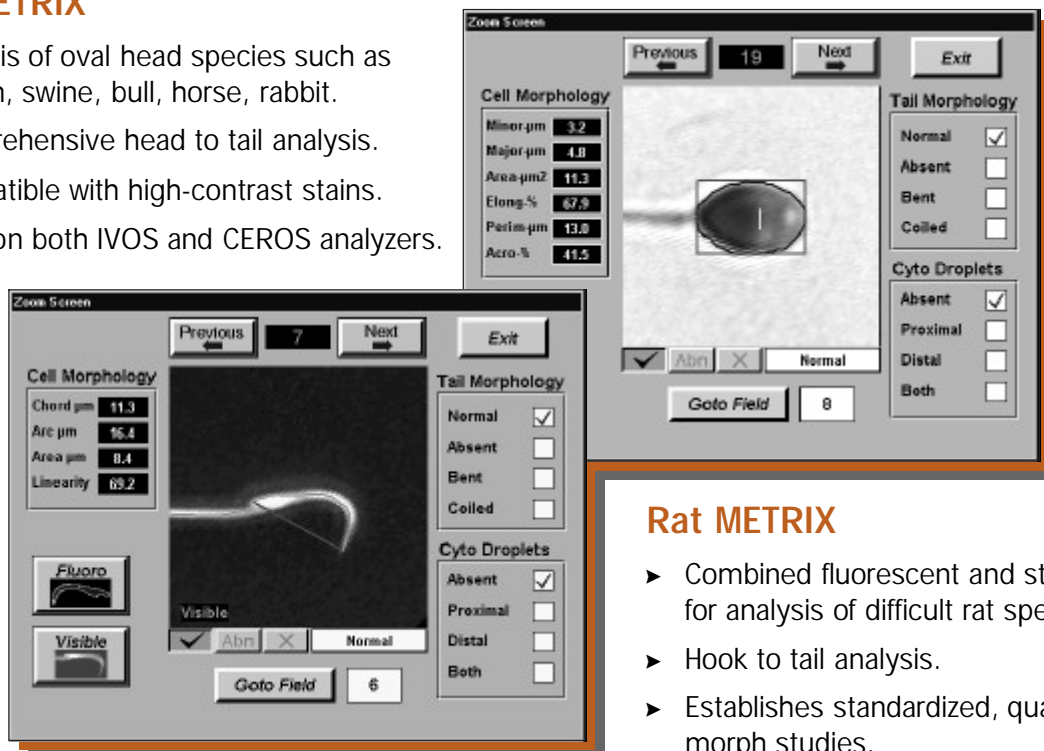 METRIX
is of oval head species such as
, swine, bull, horse, rabbit.
rehensive head to tail analysis.
atible with high-contrast stains.
on both IVOS and CEROS analyzers.
Zoom Screen
Previous 19 Next Exit
Cell Morphology
Minor-µm 3.2
Major-µm 4.8
Area-µm2 11.3
Elong-% 67.9
Perim-µm 13.0
Acro-% 41.5
Tail Morphology
Normal
Absent
Bent
Coiled
Cyto Droplets
Absent
Proximal
Distal
Both
Abn X Normal
Goto Field 8
Zoom Screen
Previous 7 Next Exit
Cell Morphology
Chord µm 11.3
Arc µm 16.4
Area µm 8.4
Linearity 69.2
Fluoro
Visible
Visible
Tail Morphology
Normal
Absent
Bent
Coiled
Cyto Droplets
Absent
Proximal
Distal
Both
Abn X Normal
Goto Field 6
Rat METRIX
➤ Combined fluorescent and st
for analysis of difficult rat spe
➤ Hook to tail analysis.
➤ Establishes standardized, qua
morph studies.